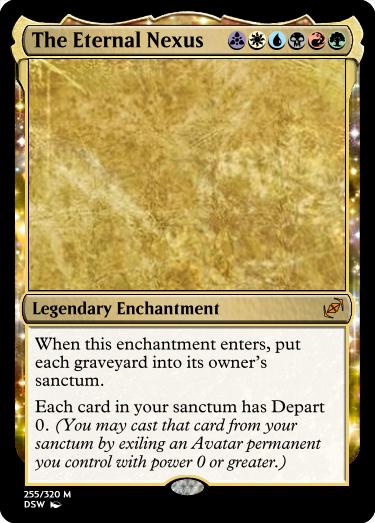 The Eternal Nexus
Legendary Enchantment
When this enchantment enters, put
each graveyard into its owner's
sanctum.
Each card in your sanctum has Depart
0. (You may cast that card from your
sanctum by exiling an Avatar permanent
you control with power 0 or greater.)
255/320 M
DSW